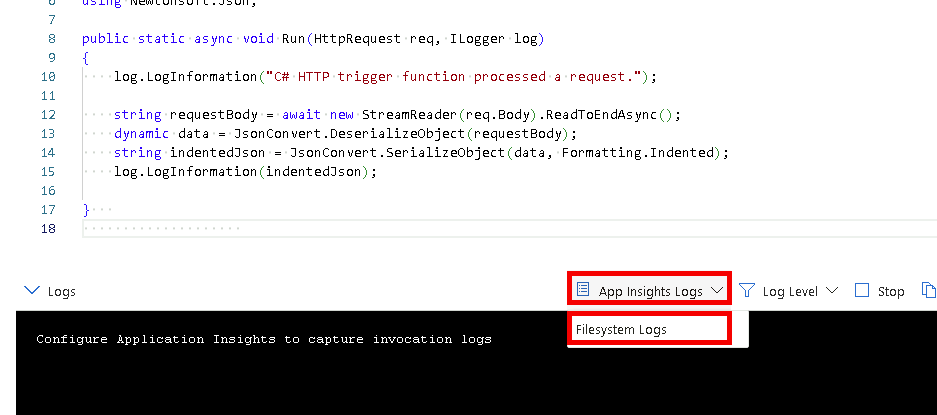 6 using Newtonsoft.Json;
7
8 public static async void Run(HttpRequest req, ILogger log)
9 {
10 log.LogInformation("C# HTTP trigger function processed a request.");
11
12 string requestBody = await new StreamReader(req.Body).ReadToEndAsync();
13 dynamic data = JsonConvert.DeserializeObject(requestBody);
14 string indentedJson = JsonConvert.SerializeObject(data, Formatting.Indented);
15 log.LogInformation(indentedJson);
16
17 }
18
Logs App Insights Logs Log Level Stop
Filesystem Logs
Configure Application Insights to capture invocation logs